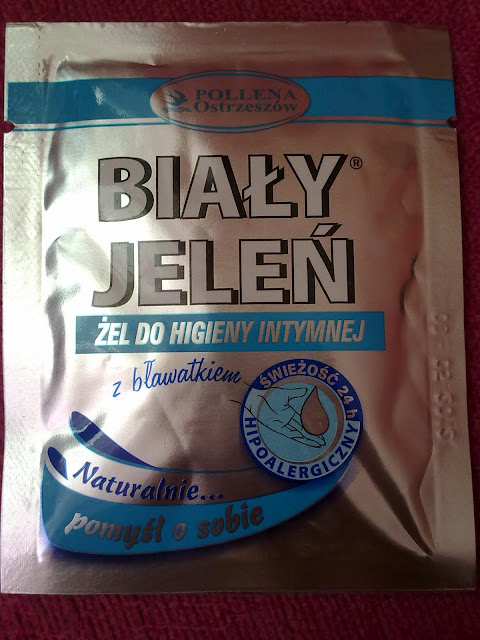 POLLENA
Ostrzeszów
BIAŁY®
JELEŃ
ŻEL DO HIGIENY INTYMNEJ
z bławatkiem
ŚWIEŻOŚĆ 24 h
HIPOALERGICZNY
Naturalnie...
pomyśl o sobie